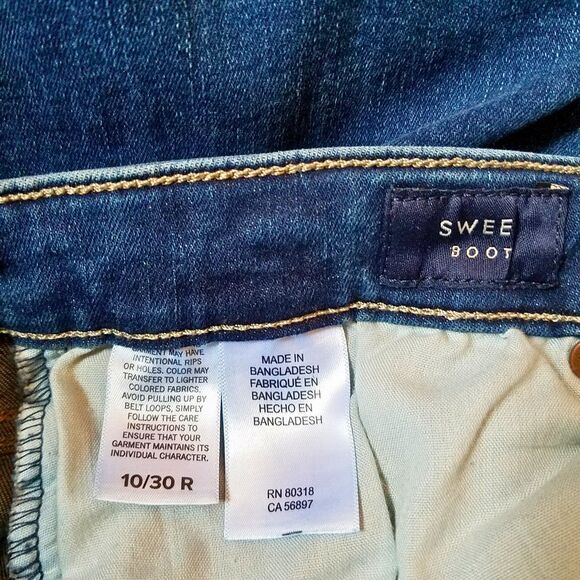 SWEE
BOOT
GARMENT MAY HAVE
INTENTIONAL RIPS
OR HOLES. COLOR MAY
TRANSFER TO LIGHTER
COLORED FABRICS.
AVOID PULLING UP BY
BELT LOOPS, SIMPLY
FOLLOW THE CARE
INSTRUCTIONS TO
ENSURE THAT YOUR
GARMENT MAINTAINS ITS
INDIVIDUAL CHARACTER.
10/30 R
MADE IN
BANGLADESH
FABRIQUÉ EN
BANGLADESH
HECHO EN
BANGLADESH
RN 80318
CA 56897